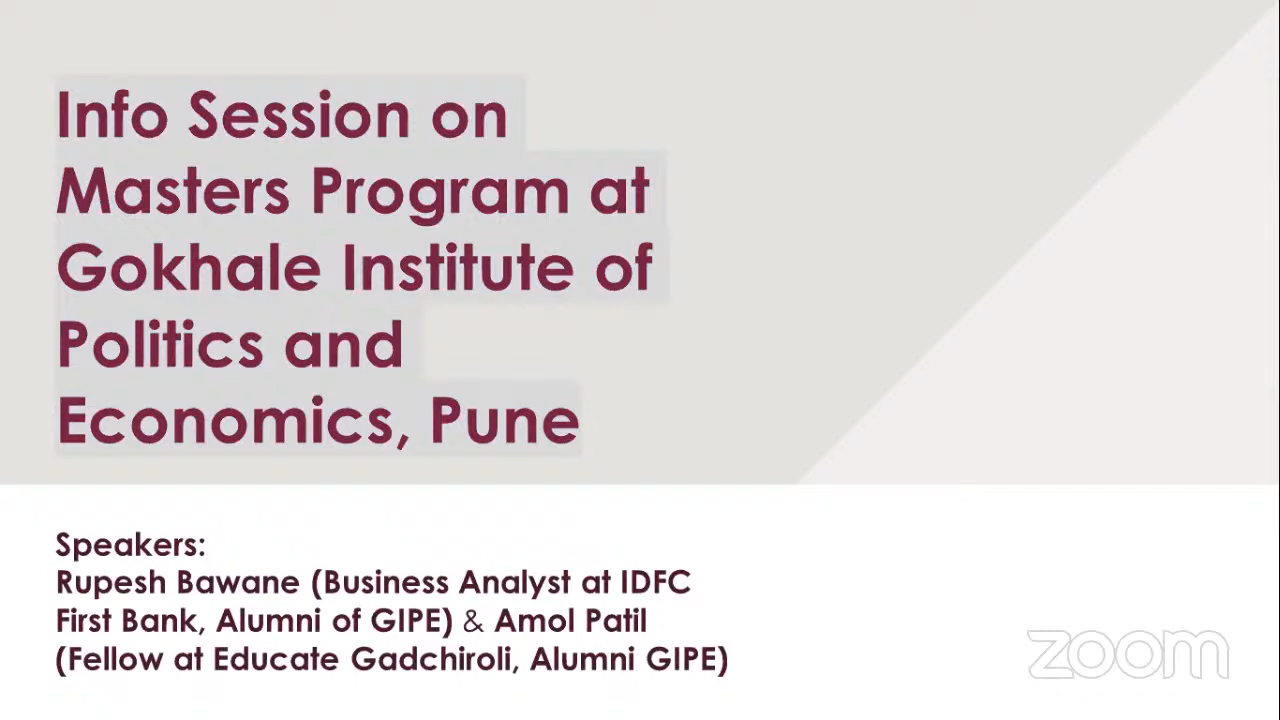 Info Session on
Masters Program at
Gokhale Institute of
Politics and
Economics, Pune
Speakers:
Rupesh Bawane (Business Analyst at IDFC
First Bank, Alumni of GIPE) & Amol Patil
(Fellow at Educate Gadchiroli, Alumni GIPE)
zoom